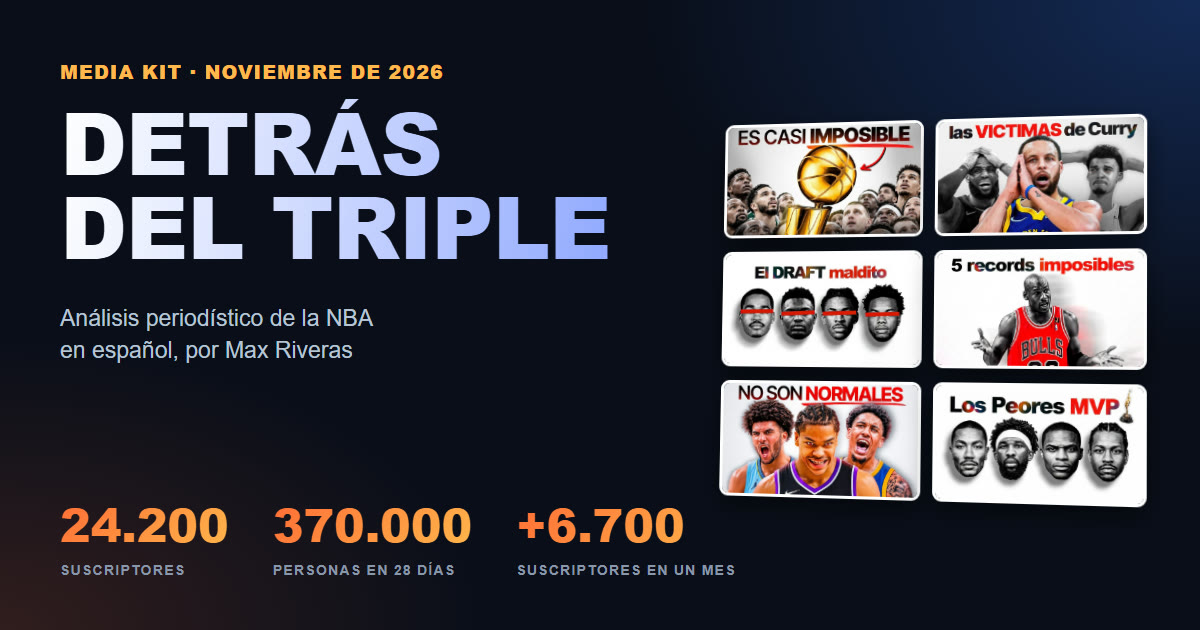 MEDIA KIT · NOVIEMBRE DE 2026
DETRÁS
DEL TRIPLE
Análisis periodístico de la NBA
en español, por Max Riveras
24.200
SUSCRIPTORES
370.000
PERSONAS EN 28 DÍAS
+6.700
SUSCRIPTORES EN UN MES
ES CASI IMPOSIBLE
las VICTIMAS de Curry
El DRAFT maldito
5 records imposibles
BULLS
NO SON NORMALES
Los Peores MVP